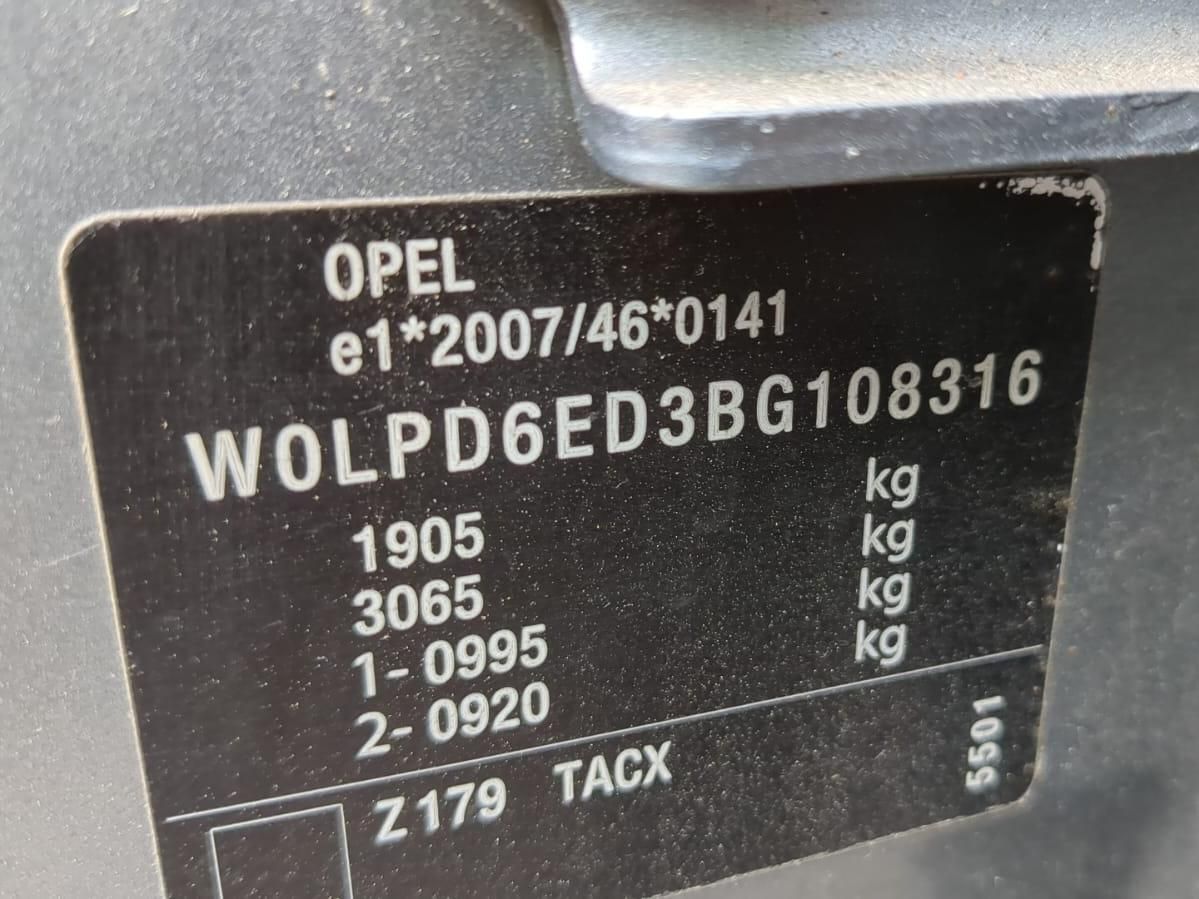 OPEL
e1*2007/46*0141
W0LPD6ED3BG108316
1905 kg
3065 kg
1- 0995 kg
2- 0920 kg
Z179 TACX
5501